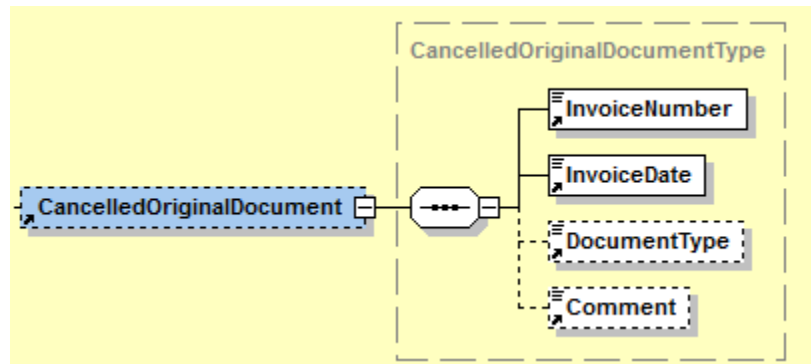 CancelledOriginalDocumentType
InvoiceNumber
InvoiceDate
CancelledOriginalDocument
DocumentType
Comment